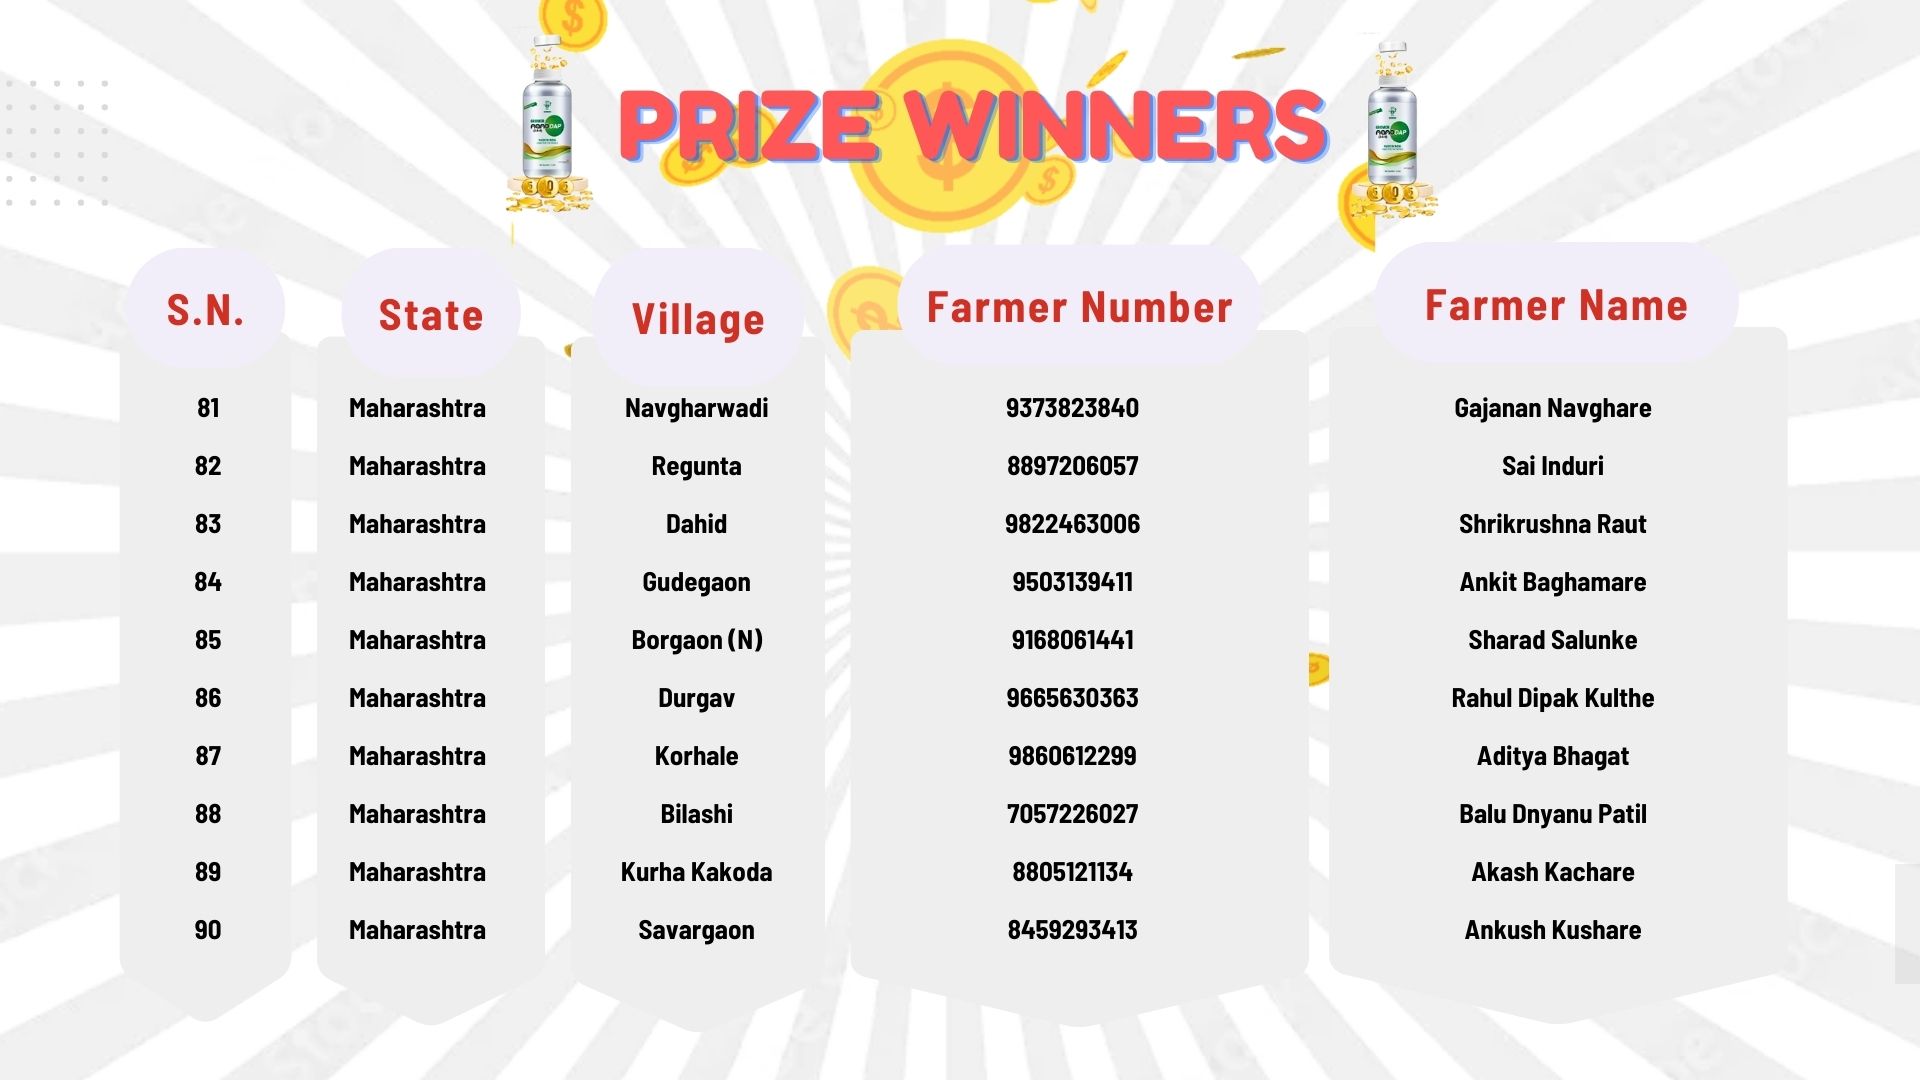 PRIZE WINNERS
S.N. State Village Farmer Number Farmer Name
81 Maharashtra Navgharwadi 9373823840 Gajanan Navghare
82 Maharashtra Regunta 8897206057 Sai Induri
83 Maharashtra Dahid 9822463006 Shrikrushna Raut
84 Maharashtra Gudegaon 9503139411 Ankit Baghamare
85 Maharashtra Borgaon (N) 9168061441 Sharad Salunke
86 Maharashtra Durgav 9665630363 Rahul Dipak Kulthe
87 Maharashtra Korhale 9860612299 Aditya Bhagat
88 Maharashtra Bilashi 7057226027 Balu Dnyanu Patil
89 Maharashtra Kurha Kakoda 8805121134 Akash Kachare
90 Maharashtra Savargaon 8459293413 Ankush Kushare